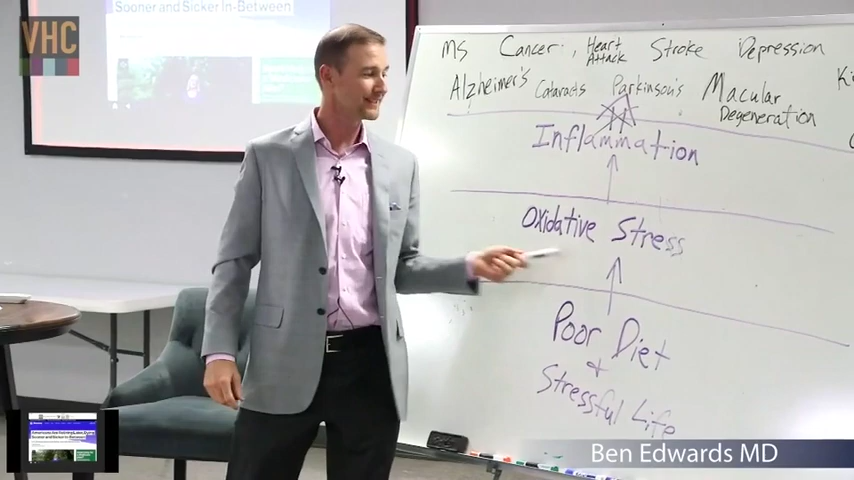 Sooner and Sicker In-Between
VHC
MS Cancer, Heart Attack Stroke Depression
Alzheimer's Cataracts Parkinson's Macular Degeneration
Inflammation
Oxidative Stress
Poor Diet
+
Stressful Life
Ben Edwards MD